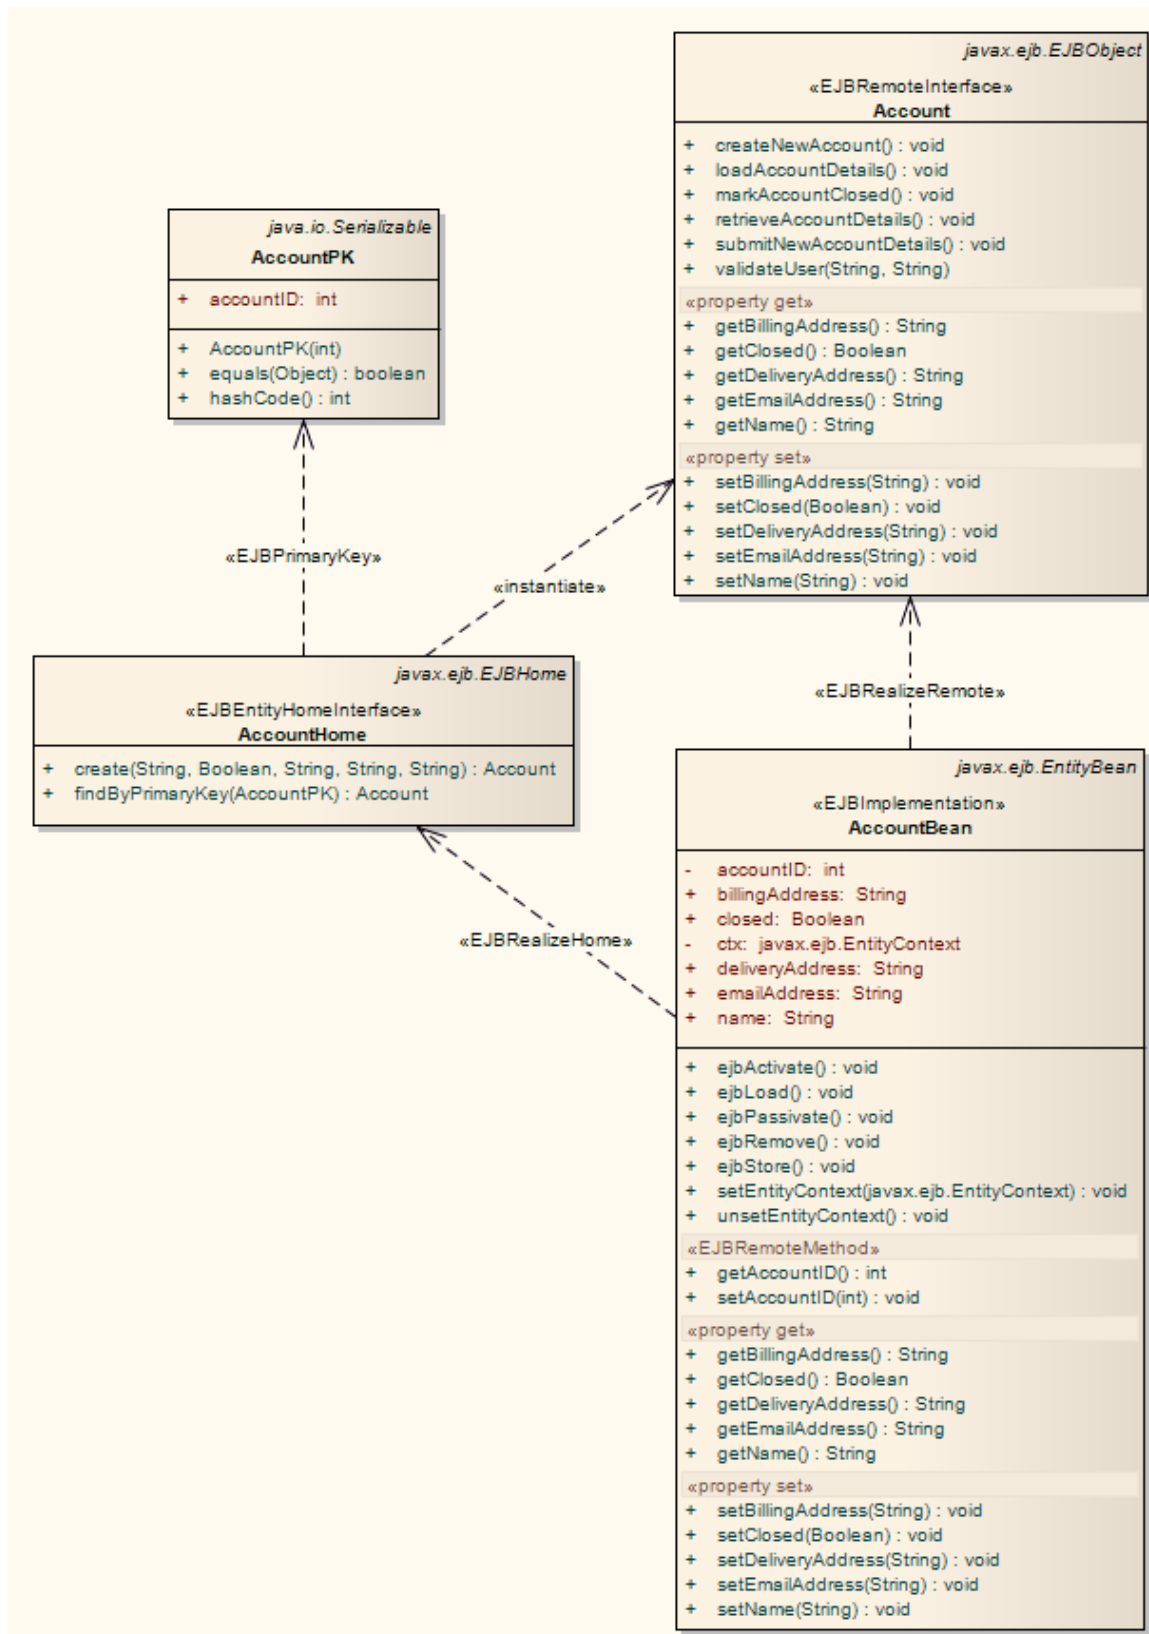 javax.ejb.EJBObject
«EJBRemoteInterface»
Account
+ createNewAccount() : void
+ loadAccountDetails() : void
+ markAccountClosed() : void
+ retrieveAccountDetails() : void
+ submitNewAccountDetails() : void
+ validateUser(String, String)
«property get»
+ getBillingAddress() : String
+ getClosed() : Boolean
+ getDeliveryAddress() : String
+ getEmailAddress() : String
+ getName() : String
«property set»
+ setBillingAddress(String) : void
+ setClosed(Boolean) : void
+ setDeliveryAddress(String) : void
+ setEmailAddress(String) : void
+ setName(String) : void
java.io.Serializable
AccountPK
+ accountID: int
+ AccountPK(int)
+ equals(Object) : boolean
+ hashCode() : int
«EJBPrimaryKey»
«instantiate»
javax.ejb.EJBHome
«EJBEntityHomeInterface»
AccountHome
+ create(String, Boolean, String, String, String) : Account
+ findByPrimaryKey(AccountPK) : Account
«EJBRealizeRemote»
«EJBRealizeHome»
javax.ejb.EntityBean
«EJBImplementation»
AccountBean
- accountID: int
+ billingAddress: String
+ closed: Boolean
- ctx: javax.ejb.EntityContext
+ deliveryAddress: String
+ emailAddress: String
+ name: String
+ ejbActivate() : void
+ ejbLoad() : void
+ ejbPassivate() : void
+ ejbRemove() : void
+ ejbStore() : void
+ setEntityContext(javax.ejb.EntityContext) : void
+ unsetEntityContext() : void
«EJBRemoteMethod»
+ getAccountID() : int
+ setAccountID(int) : void
«property get»
+ getBillingAddress() : String
+ getClosed() : Boolean
+ getDeliveryAddress() : String
+ getEmailAddress() : String
+ getName() : String
«property set»
+ setBillingAddress(String) : void
+ setClosed(Boolean) : void
+ setDeliveryAddress(String) : void
+ setEmailAddress(String) : void
+ setName(String) : void